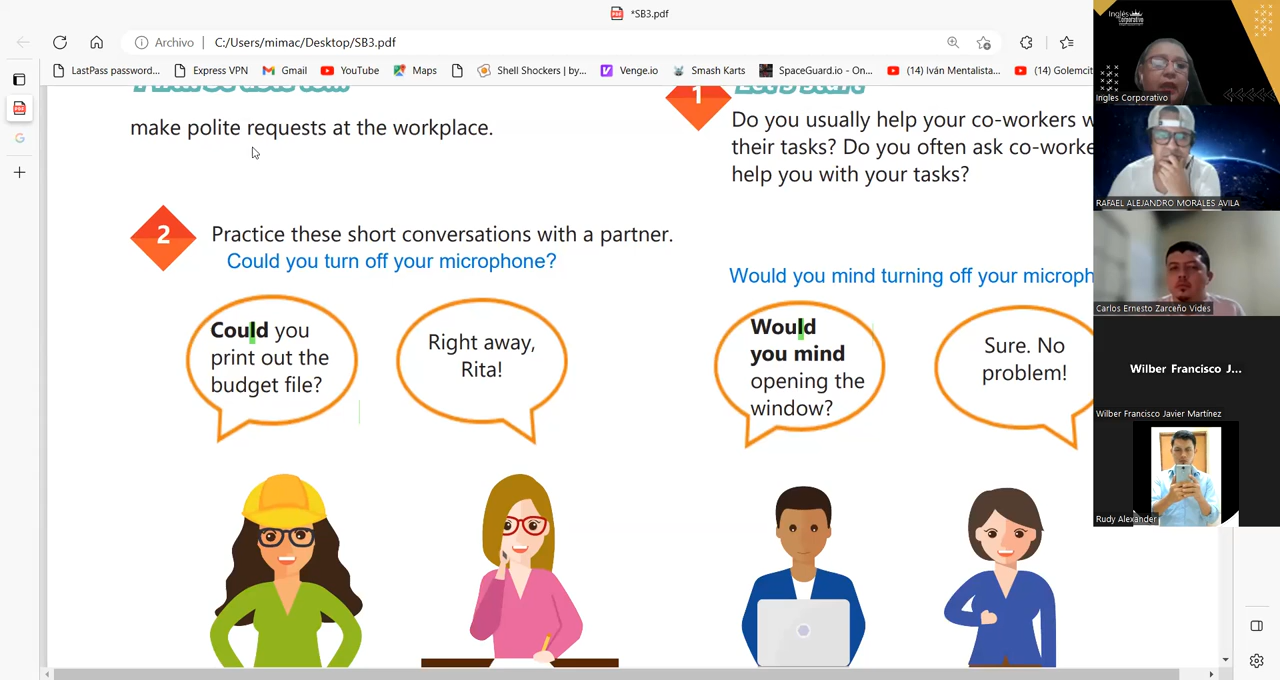 *SB3.pdf
Archivo
C:/Users/mimac/Desktop/SB3.pdf
LastPass password...
Express VPN
Gmail
YouTube
Maps
Shell Shockers | by...
Venge.io
Smash Karts
SpaceGuard.io - On...
(14) Iván Mentalista...
(14) Golemcit
make polite requests at the workplace.
1
Do you usually help your co-workers w
their tasks? Do you often ask co-worke
help you with your tasks?
2
Practice these short conversations with a partner.
Could you turn off your microphone?
Would you mind turning off your microph
Could you
print out the
budget file?
Right away,
Rita!
Would
you mind
opening the
window?
Sure. No
problem!
Inglés
Corporativo
Ingles Corporativo
RAFAEL ALEJANDRO MORALES AVILA
Carlos Ernesto Zarceño Vides
Wilber Francisco J...
Wilber Francisco Javier Martínez
Rudy Alexander